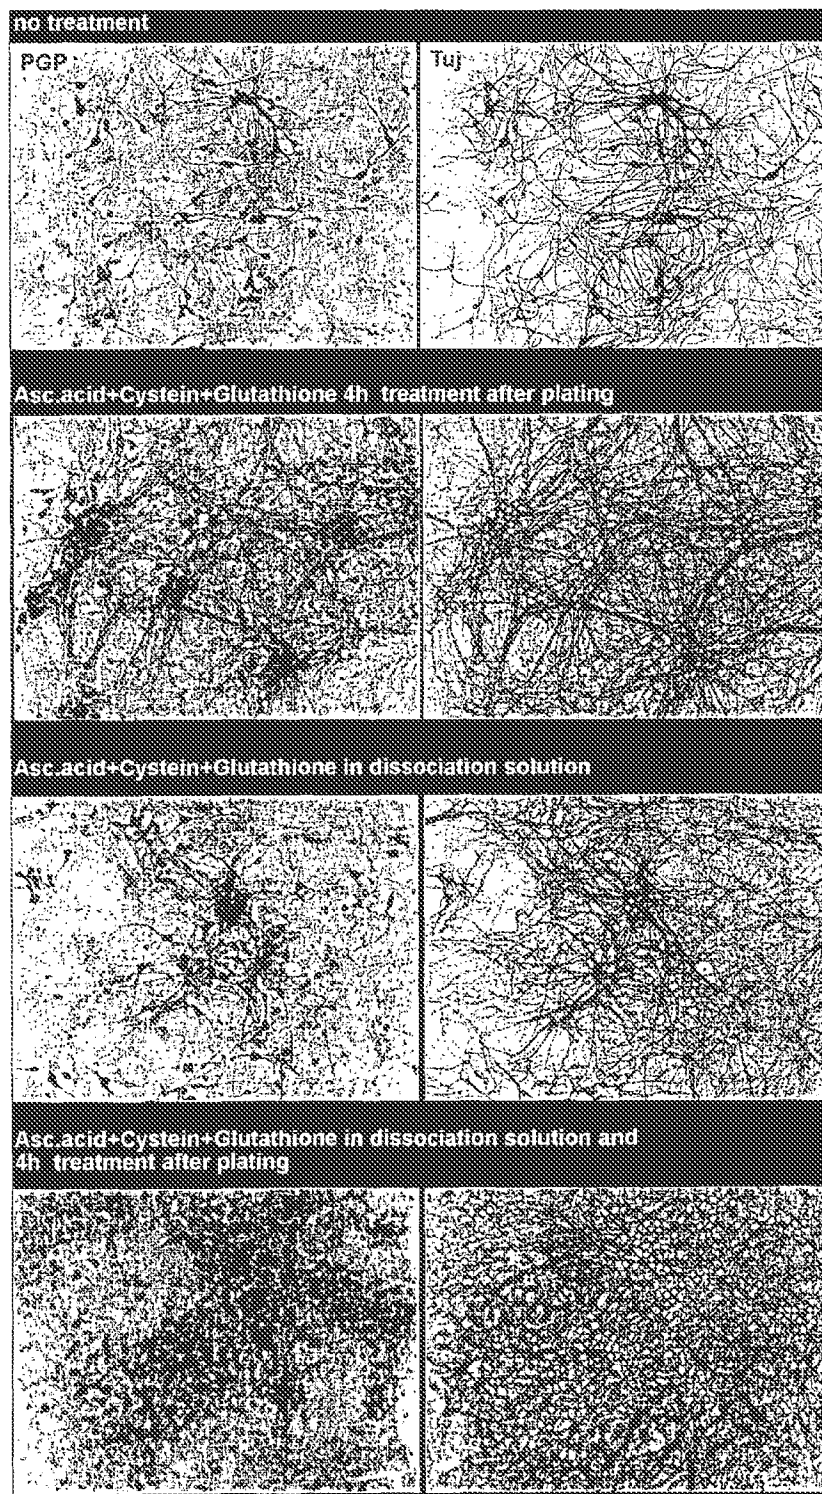 no treatment
PGP
Tuj
Asc.acid+Cystein+Glutathione 4h treatment after plating
Asc.acid+Cystein+Glutathione in dissociation solution
Asc.acid+Cystein+Glutathione in dissociation solution and
4h treatment after plating